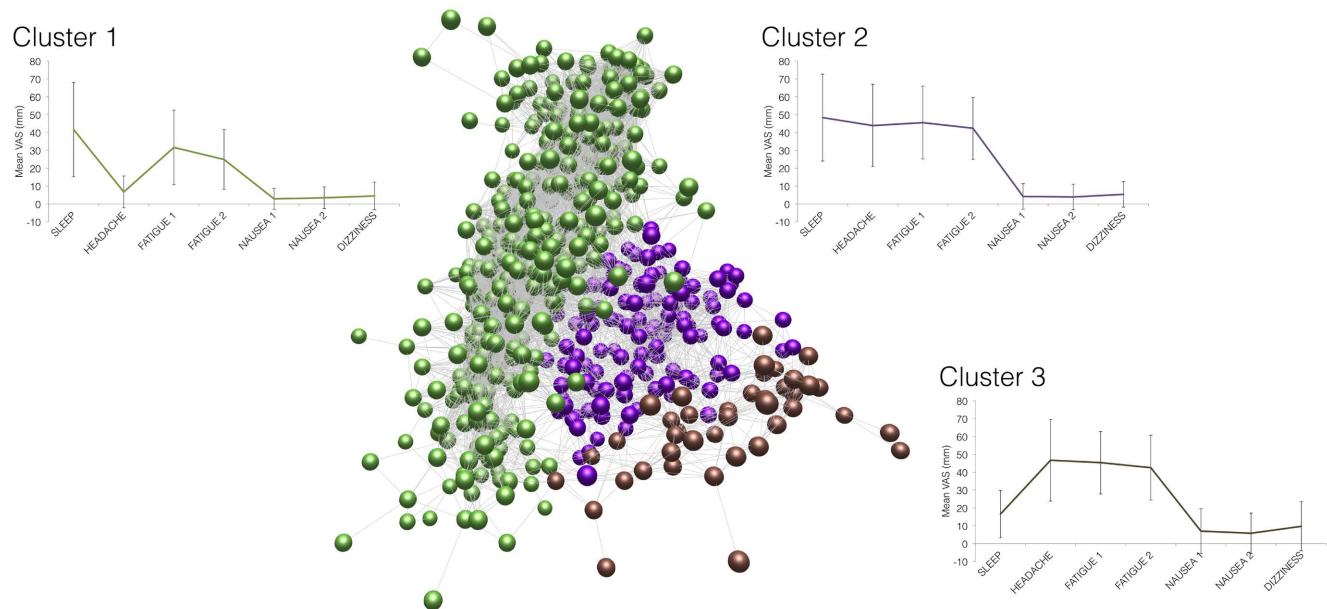 Cluster 1
Mean VAS (mm)
80
70
60
50
40
30
20
10
0
-10
SLEEP
HEADACHE
FATIGUE 1
FATIGUE 2
NAUSEA 1
NAUSEA 2
DIZZINESS
Cluster 2
Mean VAS (mm)
80
70
60
50
40
30
20
10
0
-10
SLEEP
HEADACHE
FATIGUE 1
FATIGUE 2
NAUSEA 1
NAUSEA 2
DIZZINESS
Cluster 3
Mean VAS (mm)
80
70
60
50
40
30
20
10
0
-10
SLEEP
HEADACHE
FATIGUE 1
FATIGUE 2
NAUSEA 1
NAUSEA 2
DIZZINESS